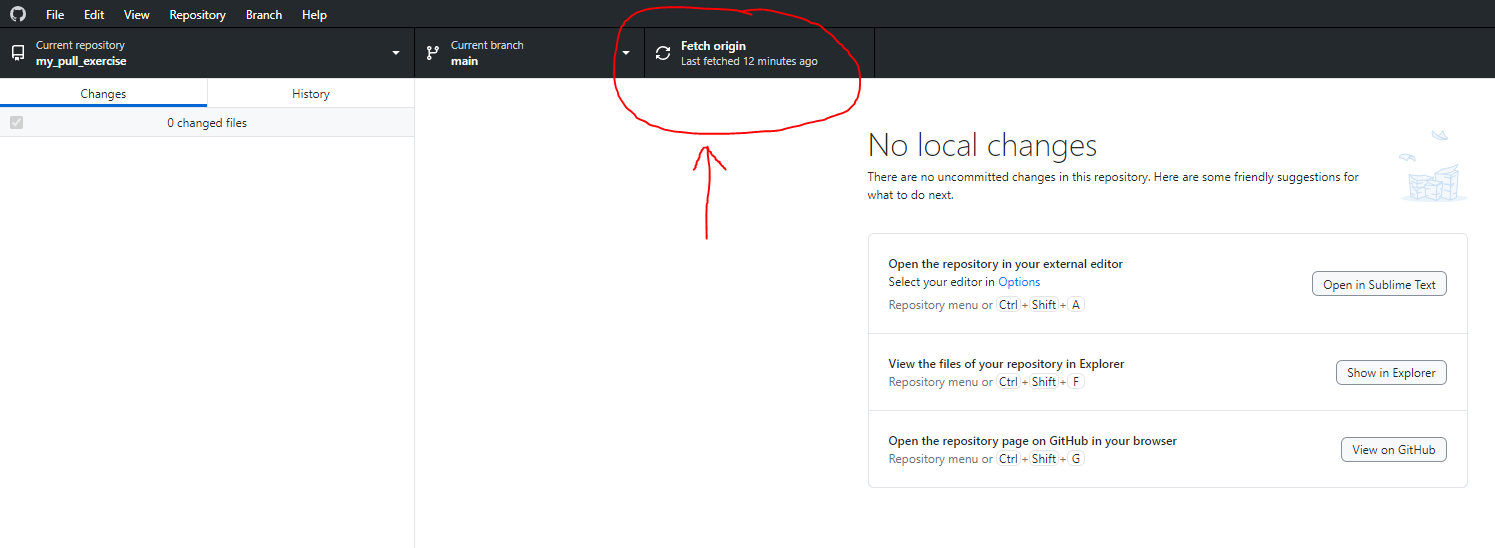 File Edit View Repository Branch Help
Current repository
my_pull_exercise
Current branch
main
Fetch origin
Last fetched 12 minutes ago
Changes History
0 changed files
No local changes
There are no uncommitted changes in this repository. Here are some friendly suggestions for
what to do next.
Open the repository in your external editor
Select your editor in Options
Repository menu or Ctrl + Shift + A
Open in Sublime Text
View the files of your repository in Explorer
Repository menu or Ctrl + Shift + F
Show in Explorer
Open the repository page on GitHub in your browser
Repository menu or Ctrl + Shift + G
View on GitHub